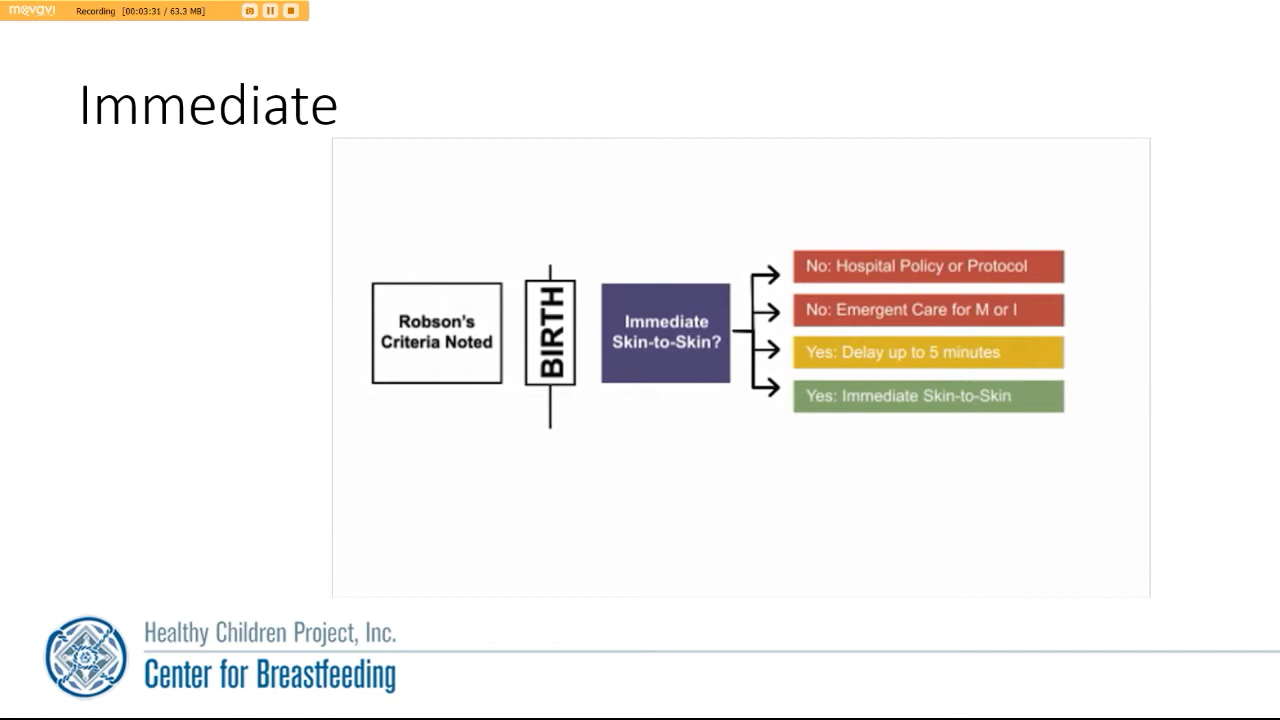 movavi Recording [00:03:31 / 63.3 MB]
Immediate
Robson's
Criteria Noted
BIRTH
Immediate
Skin-to-Skin?
No: Hospital Policy or Protocol
No: Emergent Care for M or I
Yes: Delay up to 5 minutes
Yes: Immediate Skin-to-Skin
Healthy Children Project, Inc.
Center for Breastfeeding